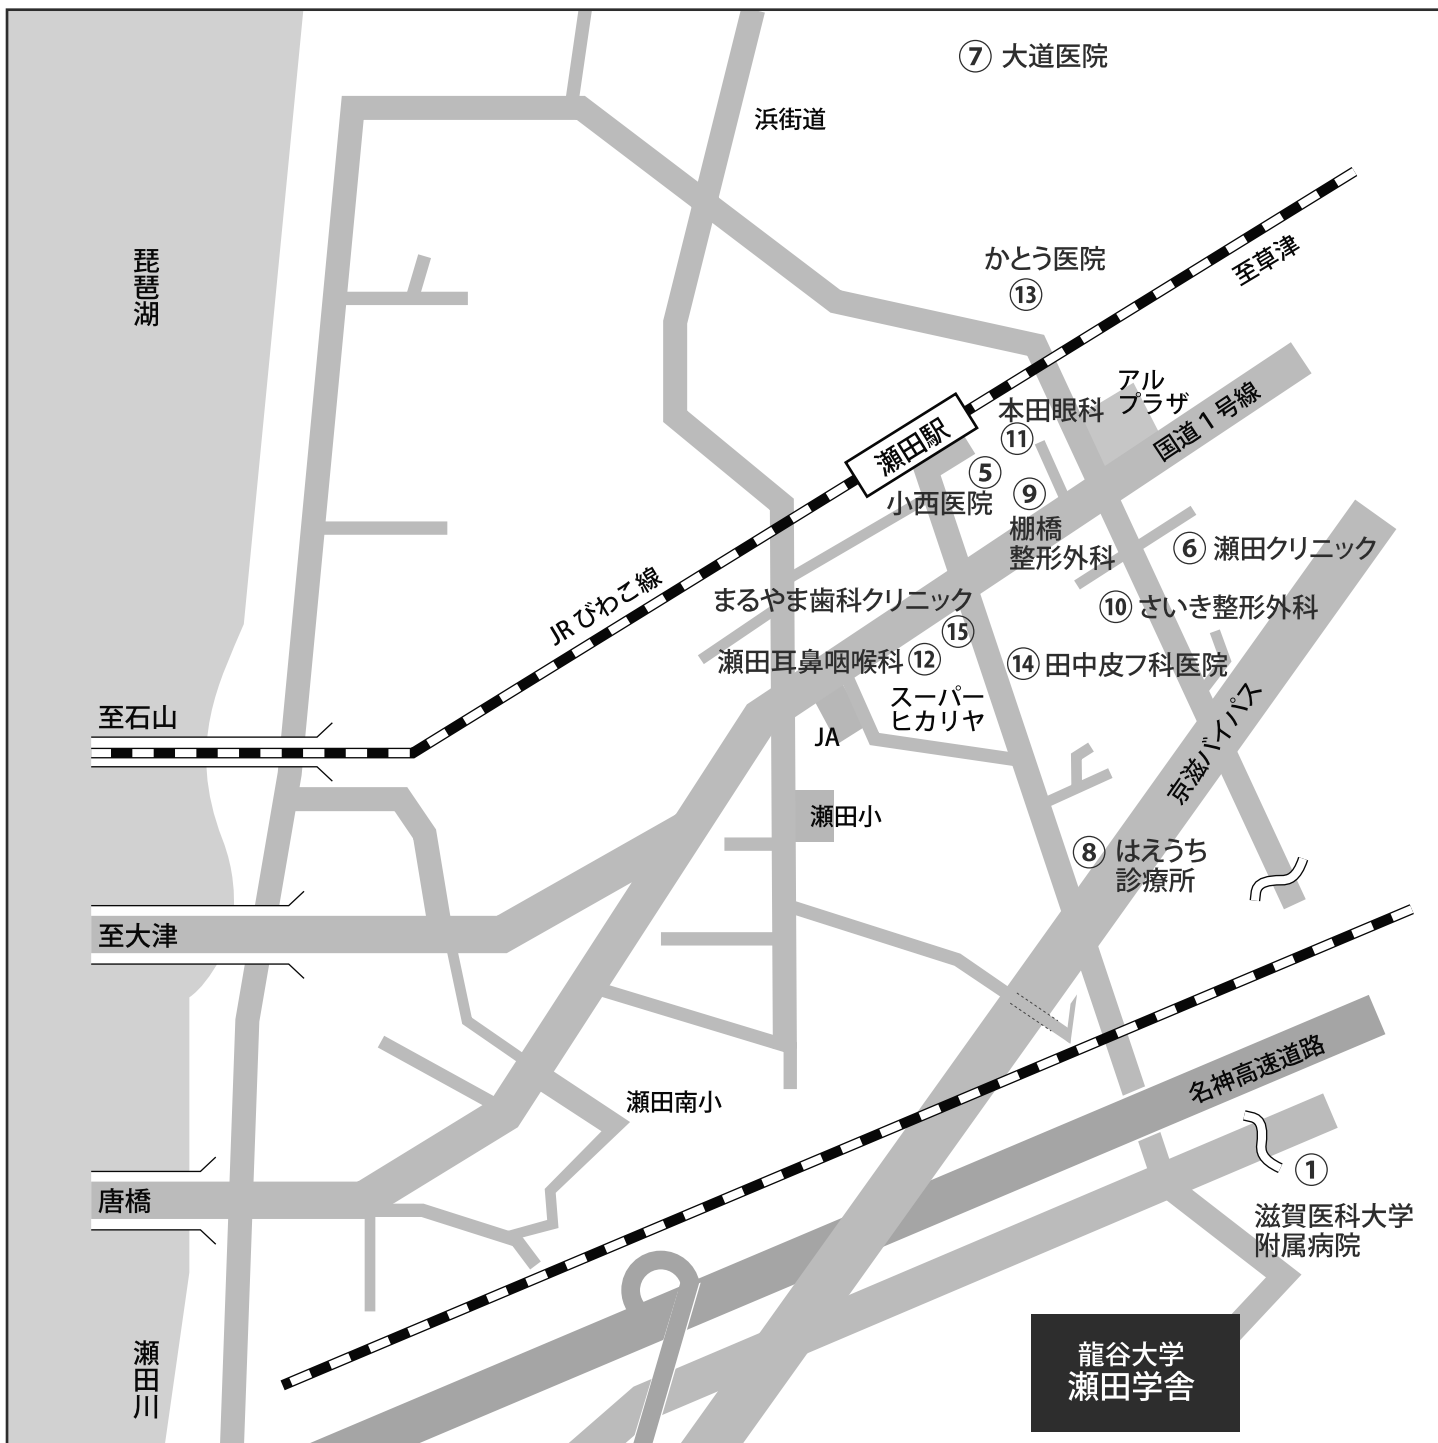 ⑦ 大道医院
浜街道
琵琶湖
かとう医院
⑬
至草津
アル
プラザ
本田眼科
⑪
国道1号線
瀬田駅
⑤
小西医院
⑨
棚橋
整形外科
⑥ 瀬田クリニック
JRびわこ線
まるやま歯科クリニック
⑮
⑩ さいき整形外科
瀬田耳鼻咽喉科 ⑫
⑭ 田中皮フ科医院
スーパー
ヒカリヤ
至石山
JA
京滋バイパス
瀬田小
⑧ はえうち
診療所
至大津
名神高速道路
瀬田南小
①
滋賀医科大学
附属病院
唐橋
瀬田川
龍谷大学
瀬田学舎